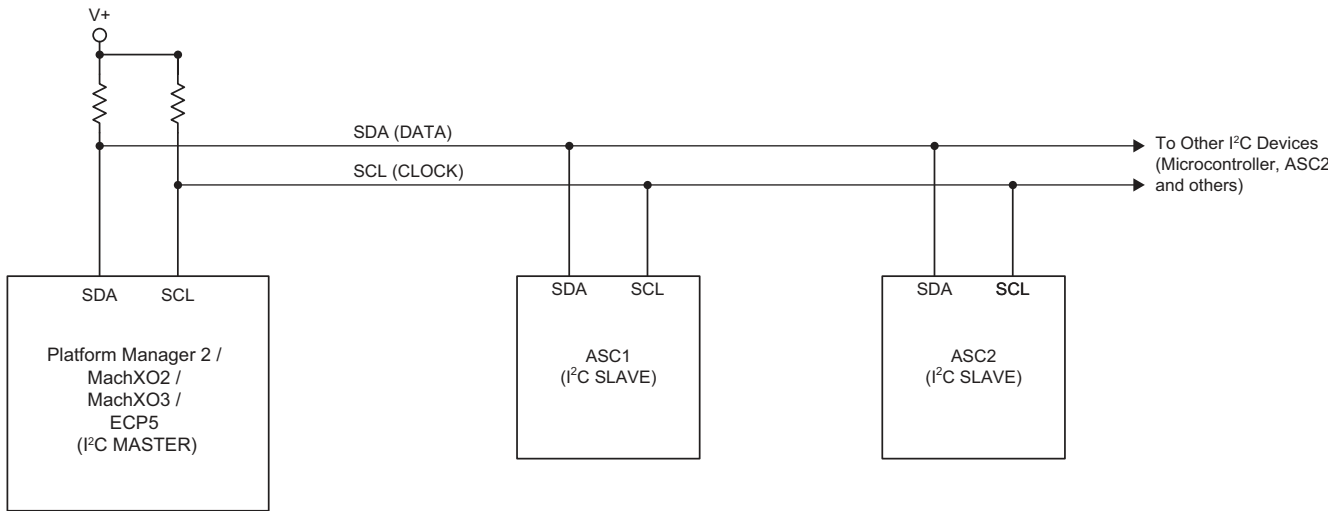 V+
SDA (DATA)
SCL (CLOCK)
To Other I²C Devices
(Microcontroller, ASC2
and others)
SDA SCL
Platform Manager 2 /
MachXO2 /
MachXO3 /
ECP5
(I²C MASTER)
SDA SCL
ASC1
(I²C SLAVE)
SDA SCL
ASC2
(I²C SLAVE)